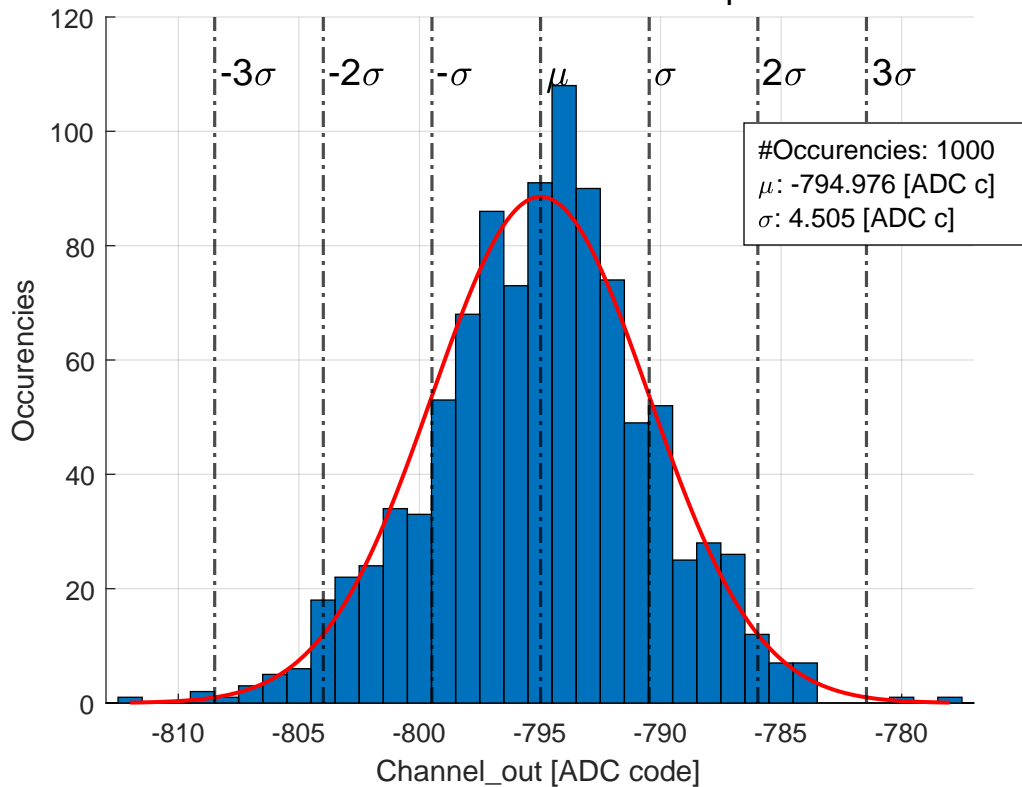 120
100
80
60
40
20
0
-3σ
-2σ
-σ
μ
σ
2σ
3σ
#Occurencies: 1000
μ: -794.976 [ADC c]
σ: 4.505 [ADC c]
Occurencies
-810
-805
-800
-795
-790
-785
-780
Channel_out [ADC code]